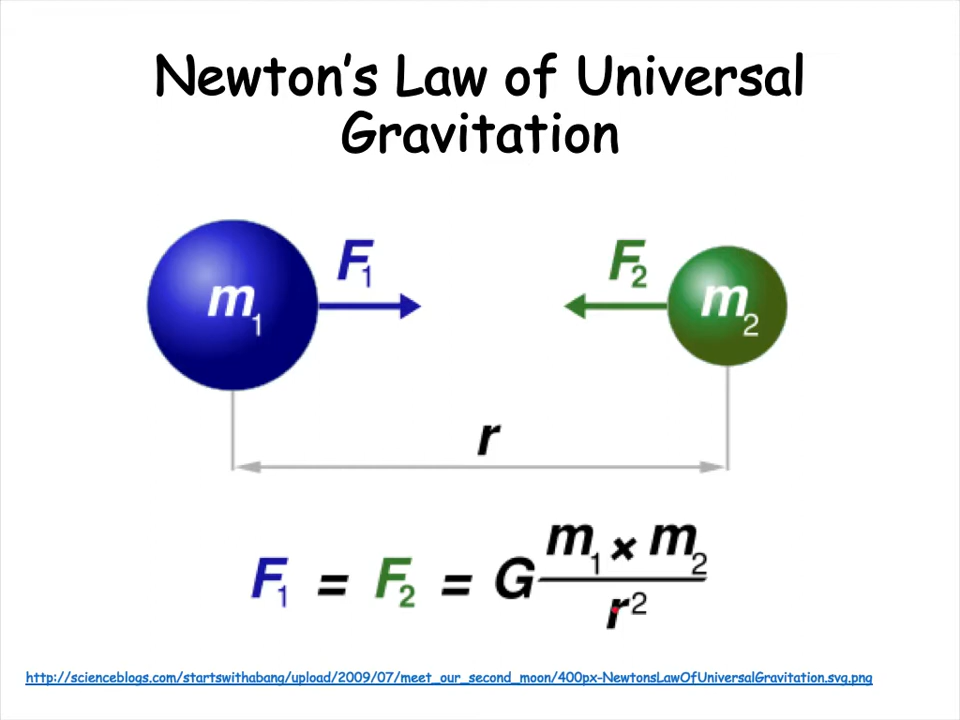 Newton's Law of Universal
Gravitation
F₁
F₂
m₁
m₂
r
F₁ = F₂ = G m₁ × m₂
r²
http://scienceblogs.com/startswithabang/upload/2009/07/meet_our_second_moon/400px-NewtonsLawOfUniversalGravitation.svg.png